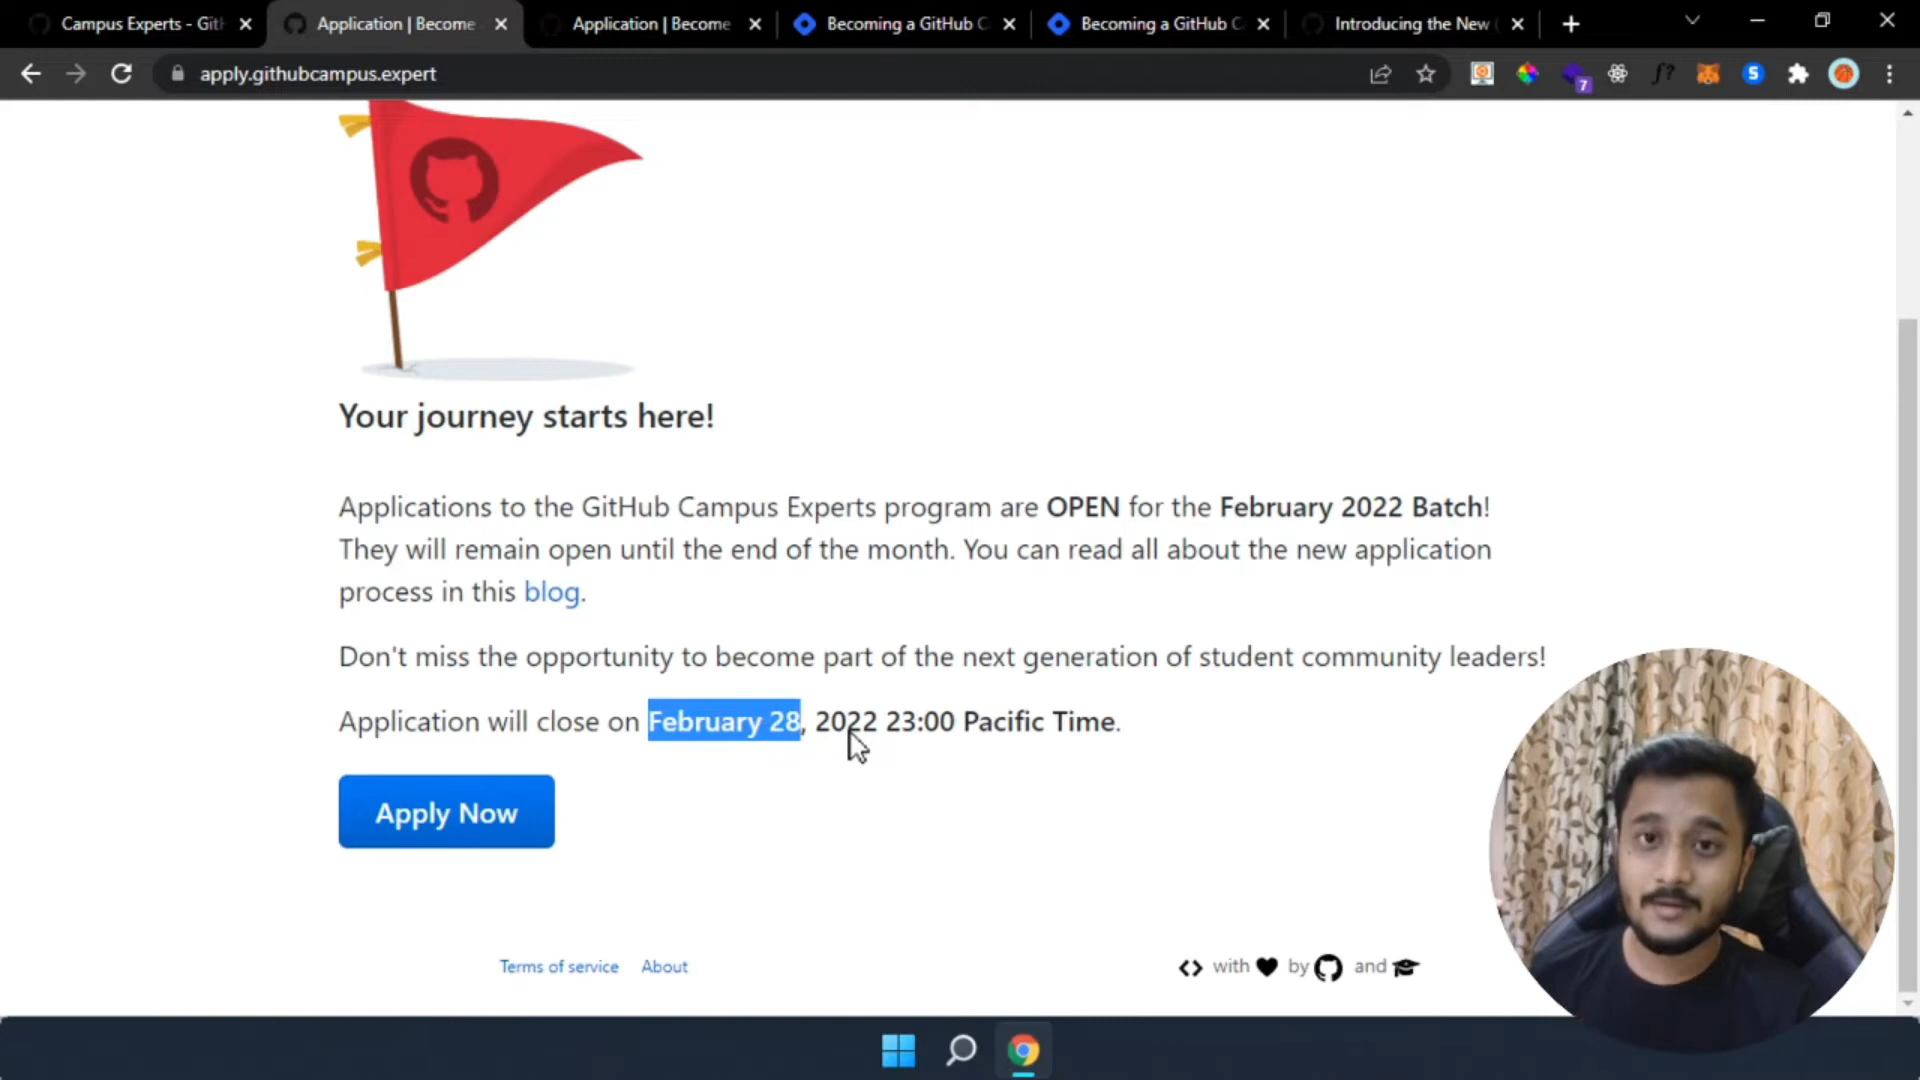 Campus Experts - Git
Application | Become
Application | Become
Becoming a GitHub C
Becoming a GitHub C
Introducing the New
apply.githubcampus.expert
f?
S
7
Your journey starts here!
Applications to the GitHub Campus Experts program are OPEN for the February 2022 Batch!
They will remain open until the end of the month. You can read all about the new application
process in this blog.
Don't miss the opportunity to become part of the next generation of student community leaders!
Application will close on February 28, 2022 23:00 Pacific Time.
Apply Now
Terms of service About
<> with by and